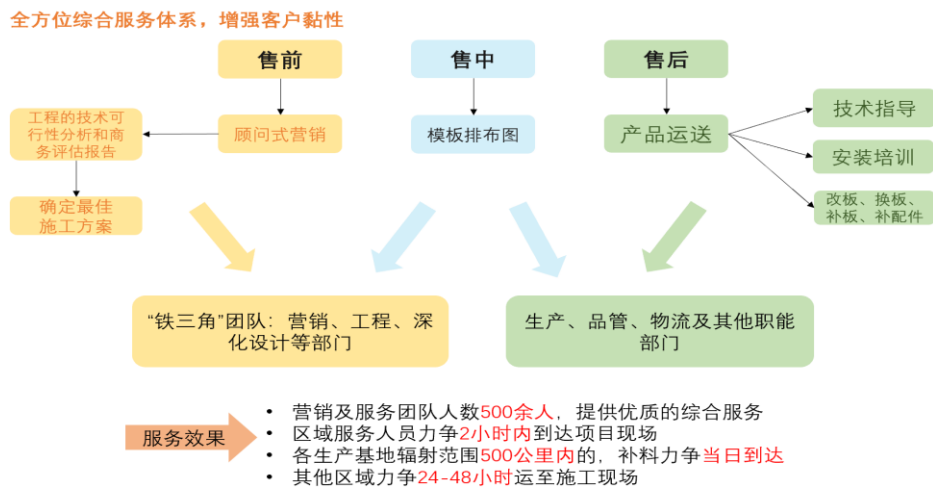 全方位综合服务体系，增强客户黏性
售前
售中
售后
工程的技术可
行性分析和商
务评估报告
顾问式营销
模板排布图
产品运送
技术指导
安装培训
确定最佳
施工方案
改板、换板、
补板、补配件
“铁三角”团队：营销、工程、深
化设计等部门
生产、品管、物流及其他职能
部门
服务效果
• 营销及服务团队人数500余人，提供优质的综合服务
• 区域服务人员力争2小时内到达项目现场
• 各生产基地辐射范围500公里内的，补料力争当日到达
• 其他区域力争24-48小时运至施工现场